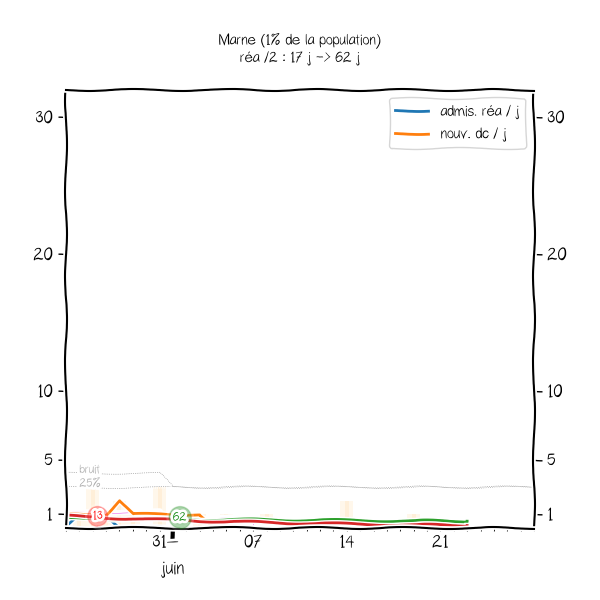 Marne (1% de la population)
réa /2 : 17 j -> 62 j
admis. réa / j
nouv. dc / j
30
30
20
20
10
10
5
5
bruit
25%
1
1
13
62
31
07
14
21
juin